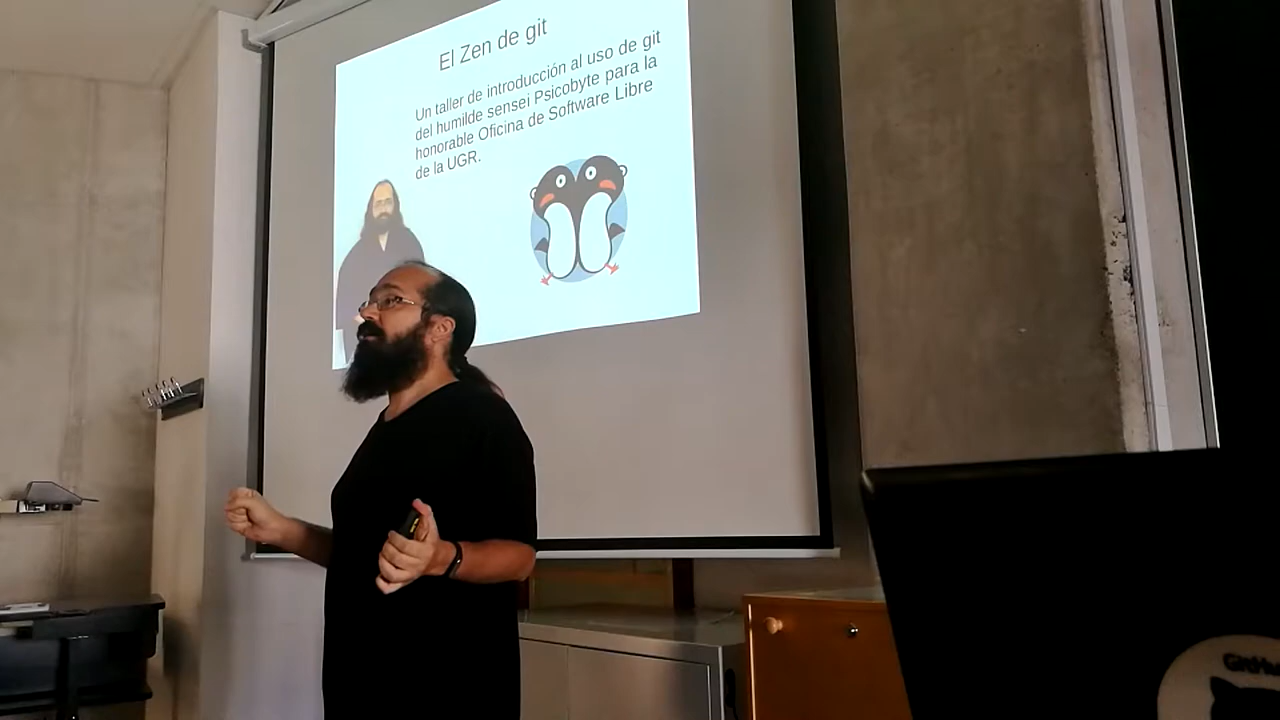 El Zen de git
Un taller de introducción al uso de git
del humilde sensei Psicobyte para la
honorable Oficina de Software Libre
de la UGR.